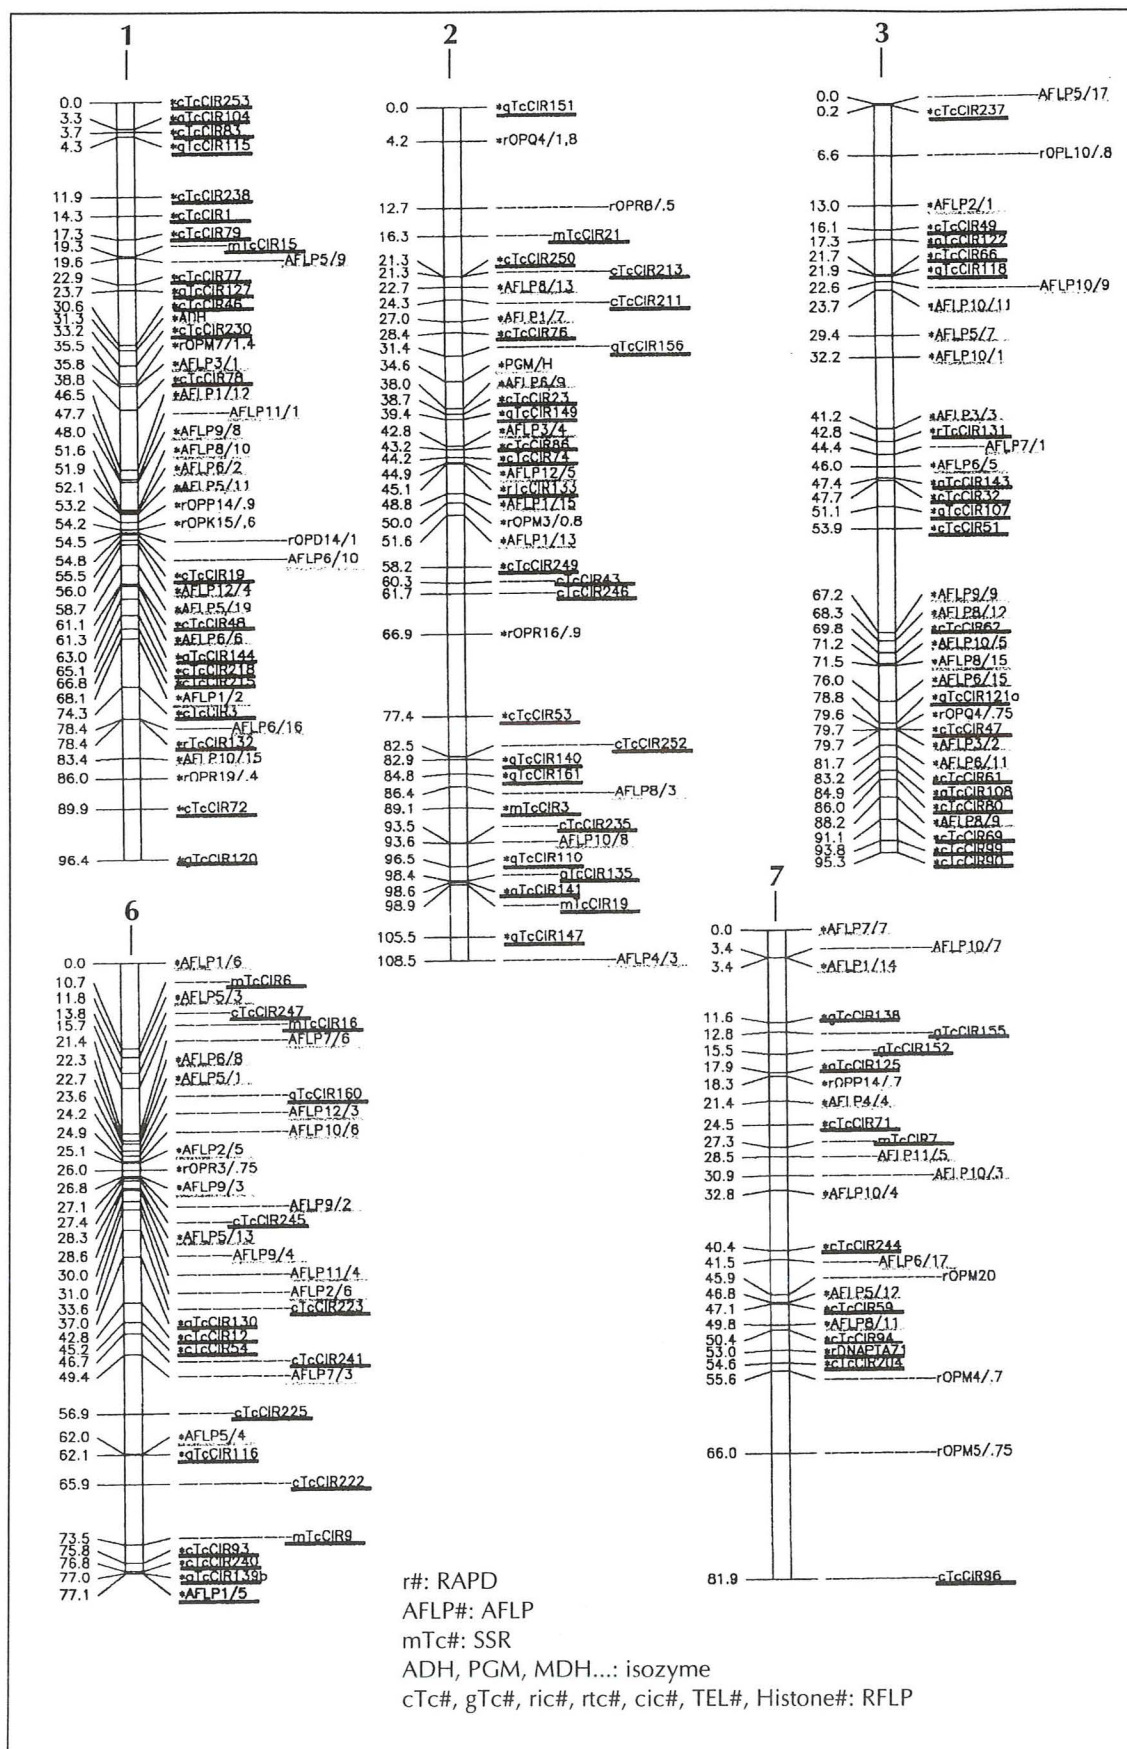 1
0.0 *cTcCIR253
3.3 *gTcCIR104
3.7 *cTcCIR83
4.3 *gTcCIR115
11.9 *cTcCIR238
14.3 *cTcCIR1
17.3 *cTcCIR79
19.3 mTcCIR15
19.6 AFLP5/9
22.9 *cTcCIR77
23.7 *gTcCIR127
30.6 *cTcCIR46
31.3 *ADH
33.2 *cTcCIR230
35.5 *rOPM7/1.4
35.8 *AFLP3/1
38.8 *cTcCIR78
46.5 *AFLP1/12
47.7 AFLP11/1
48.0 *AFLP9/8
51.6 *AFLP8/10
51.9 *AFLP6/2
52.1 *AFLP5/11
53.2 *rOPP14/.9
54.2 *rOPK15/.6
54.5 rOPD14/1
54.8 AFLP6/10
55.5 *cTcCIR19
56.0 *AFLP12/4
58.7 *AFLP5/19
61.1 *cTcCIR48
61.3 *AFLP6/6
63.0 *gTcCIR144
65.1 *cTcCIR218
66.8 *cTcCIR215
68.1 *AFLP1/2
74.3 *cTcCIR3
78.4 AFLP6/16
78.4 *rTcCIR132
83.4 *AFLP10/15
86.0 *rOPR19/.4
89.9 *cTcCIR72
96.4 *gTcCIR120
2
0.0 *gTcCIR151
4.2 *rOPQ4/1.8
12.7 rOPR8/.5
16.3 mTcCIR21
21.3 *cTcCIR250
21.3 cTcCIR213
22.7 *AFLP8/13
24.3 cTcCIR211
27.0 *AFLP1/7
28.4 *cTcCIR76
31.4 gTcCIR156
34.6 *PGM/H
38.0 *AFLP6/9
38.7 *cTcCIR23
39.4 *gTcCIR149
42.8 *AFLP3/4
43.2 *cTcCIR86
44.2 *cTcCIR74
44.9 *AFLP12/5
45.1 *rTcCIR133
48.8 *AFLP1/15
50.0 *rOPM3/0.8
51.6 *AFLP1/13
58.2 *cTcCIR249
60.3 cTcCIR43
61.7 cTcCIR246
66.9 *rOPR16/.9
77.4 *cTcCIR53
82.5 cTcCIR252
82.9 *gTcCIR140
84.8 *gTcCIR161
86.4 AFLP8/3
89.1 *mTcCIR3
93.5 cTcCIR235
93.6 AFLP10/8
96.5 *gTcCIR110
98.4 gTcCIR135
98.6 *gTcCIR141
98.9 mTcCIR19
105.5 *gTcCIR147
108.5 AFLP4/3
3
0.0 AFLP5/17
0.2 *cTcCIR237
6.6 rOPL10/.8
13.0 *AFLP2/1
16.1 *cTcCIR49
17.3 *gTcCIR122
21.7 *cTcCIR66
21.9 *gTcCIR118
22.6 AFLP10/9
23.7 *AFLP10/11
29.4 *AFLP5/7
32.2 *AFLP10/1
41.2 *AFLP3/3
42.8 *rTcCIR131
44.4 AFLP7/1
46.0 *AFLP6/5
47.4 *gTcCIR143
47.7 *cTcCIR32
51.1 *gTcCIR107
53.9 *cTcCIR51
67.2 *AFLP9/9
68.3 *AFLP8/12
69.8 *cTcCIR62
71.2 *AFLP10/5
71.5 *AFLP8/15
76.0 *AFLP6/15
78.8 *gTcCIR121a
79.6 *rOPQ4/.75
79.7 *cTcCIR47
79.7 *AFLP3/2
81.7 *AFLP6/11
83.2 *cTcCIR61
84.9 *gTcCIR108
86.0 *cTcCIR80
88.2 *AFLP8/9
91.1 *cTcCIR69
93.8 *cTcCIR99
95.3 *cTcCIR90
6
0.0 *AFLP1/6
10.7 mTcCIR6
11.8 *AFLP5/3
13.8 cTcCIR247
15.7 mTcCIR16
21.4 AFLP7/6
22.3 *AFLP6/8
22.7 *AFLP5/1
23.6 gTcCIR160
24.2 AFLP12/3
24.9 AFLP10/6
25.1 *AFLP2/5
26.0 *rOPR3/.75
26.8 *AFLP9/3
27.1 AFLP9/2
27.4 cTcCIR245
28.3 *AFLP5/13
28.6 AFLP9/4
30.0 AFLP11/4
31.0 AFLP2/6
33.6 cTcCIR223
37.0 *gTcCIR130
42.8 *cTcCIR12
45.2 *cTcCIR54
46.7 cTcCIR241
49.4 AFLP7/3
56.9 cTcCIR225
62.0 *AFLP5/4
62.1 *gTcCIR116
65.9 cTcCIR222
73.5 mTcCIR9
75.8 *cTcCIR93
76.8 *cTcCIR240
77.0 *gTcCIR139b
77.1 *AFLP1/5
7
0.0 *AFLP7/7
3.4 AFLP10/7
3.4 *AFLP1/14
11.6 *gTcCIR138
12.8 gTcCIR155
15.5 gTcCIR152
17.9 *gTcCIR125
18.3 *rOPP14/.7
21.4 *AFLP4/4
24.5 *cTcCIR71
27.3 mTcCIR7
28.5 AFLP11/5
30.9 AFLP10/3
32.8 *AFLP10/4
40.4 *cTcCIR244
41.5 AFLP6/17
45.9 rOPM20
46.8 *AFLP5/12
47.1 *cTcCIR59
49.8 *AFLP8/11
50.4 *cTcCIR94
53.0 *rDNAPTA71
54.6 *cTcCIR204
55.6 rOPM4/.7
66.0 rOPM5/.75
81.9 cTcCIR96
r#: RAPD
AFLP#: AFLP
mTc#: SSR
ADH, PGM, MDH...: isozyme
cTc#, gTc#, ric#, rtc#, cic#, TEL#, Histone#: RFLP